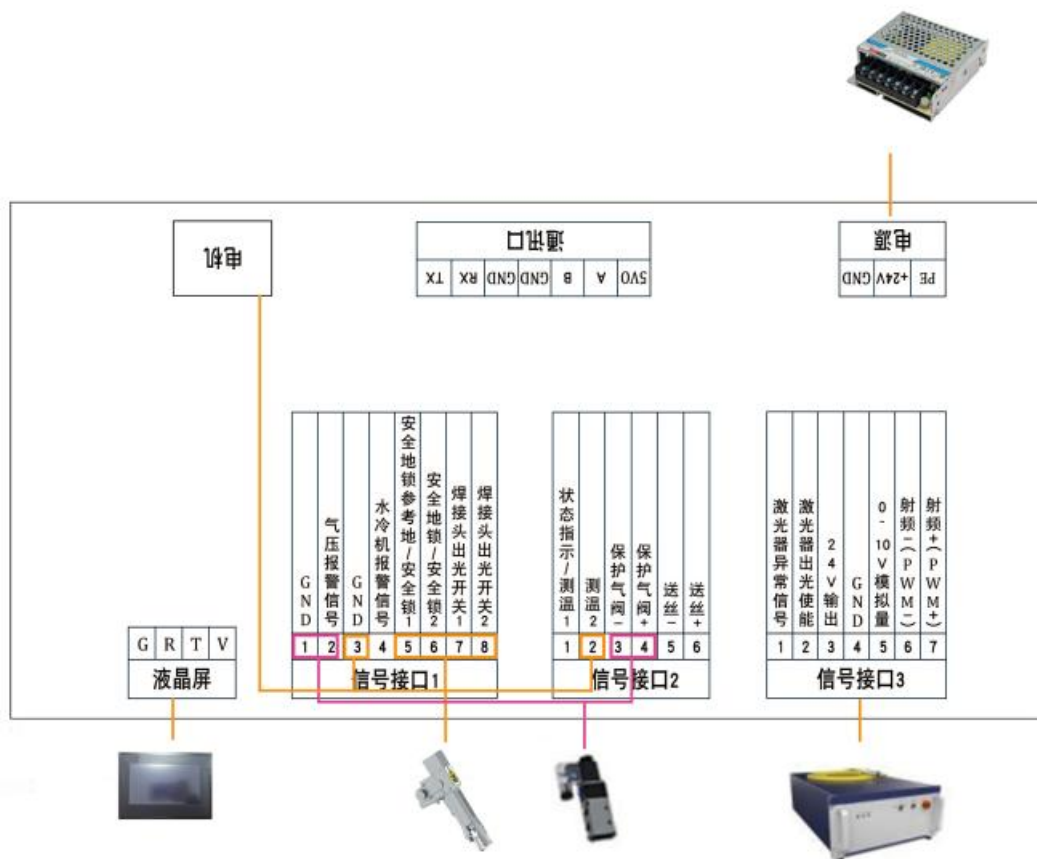 电机
通讯口
TX RX GND GND B A 5V0
电源
GND +24V PE
GND
气压报警信号
GND
水冷机报警信号
安全地锁参考地/安全锁1
安全地锁/安全锁2
焊接头出光开关1
焊接头出光开关2
1 2 3 4 5 6 7 8
信号接口1
状态指示/测温1
测温2
保护气阀-
保护气阀+
送丝-
送丝+
1 2 3 4 5 6
信号接口2
激光器异常信号
激光器出光使能
24V输出
GND
0-10V模拟量
射频-(PWM-)
射频+(PWM+)
1 2 3 4 5 6 7
信号接口3
G R T V
液晶屏